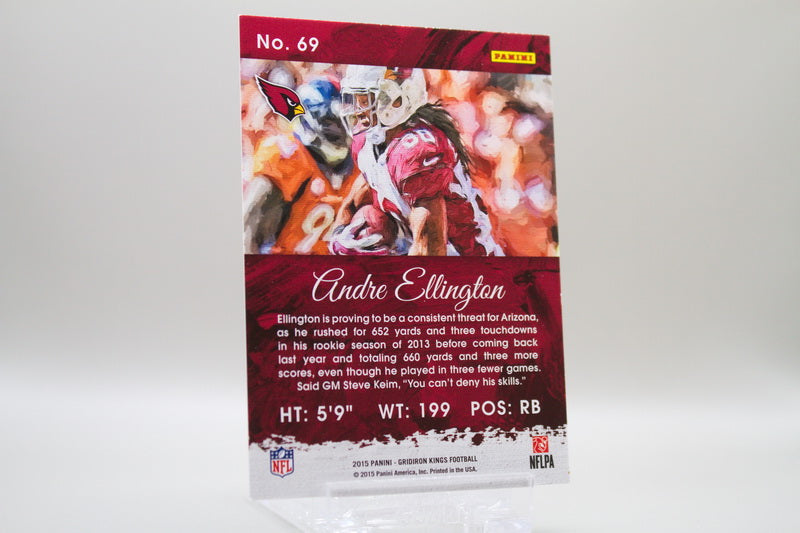 No. 69
PANINI
Andre Ellington
Ellington is proving to be a consistent threat for Arizona,
as he rushed for 652 yards and three touchdowns
in his rookie season of 2013 before coming back
last year and totaling 660 yards and three more
scores, even though he played in three fewer games.
Said GM Steve Keim, “You can't deny his skills.”
HT: 5'9" WT: 199 POS: RB
NFL
2015 PANINI - GRIDIRON KINGS FOOTBALL
© 2015 Panini America, Inc. Printed in the USA.
NFLPA